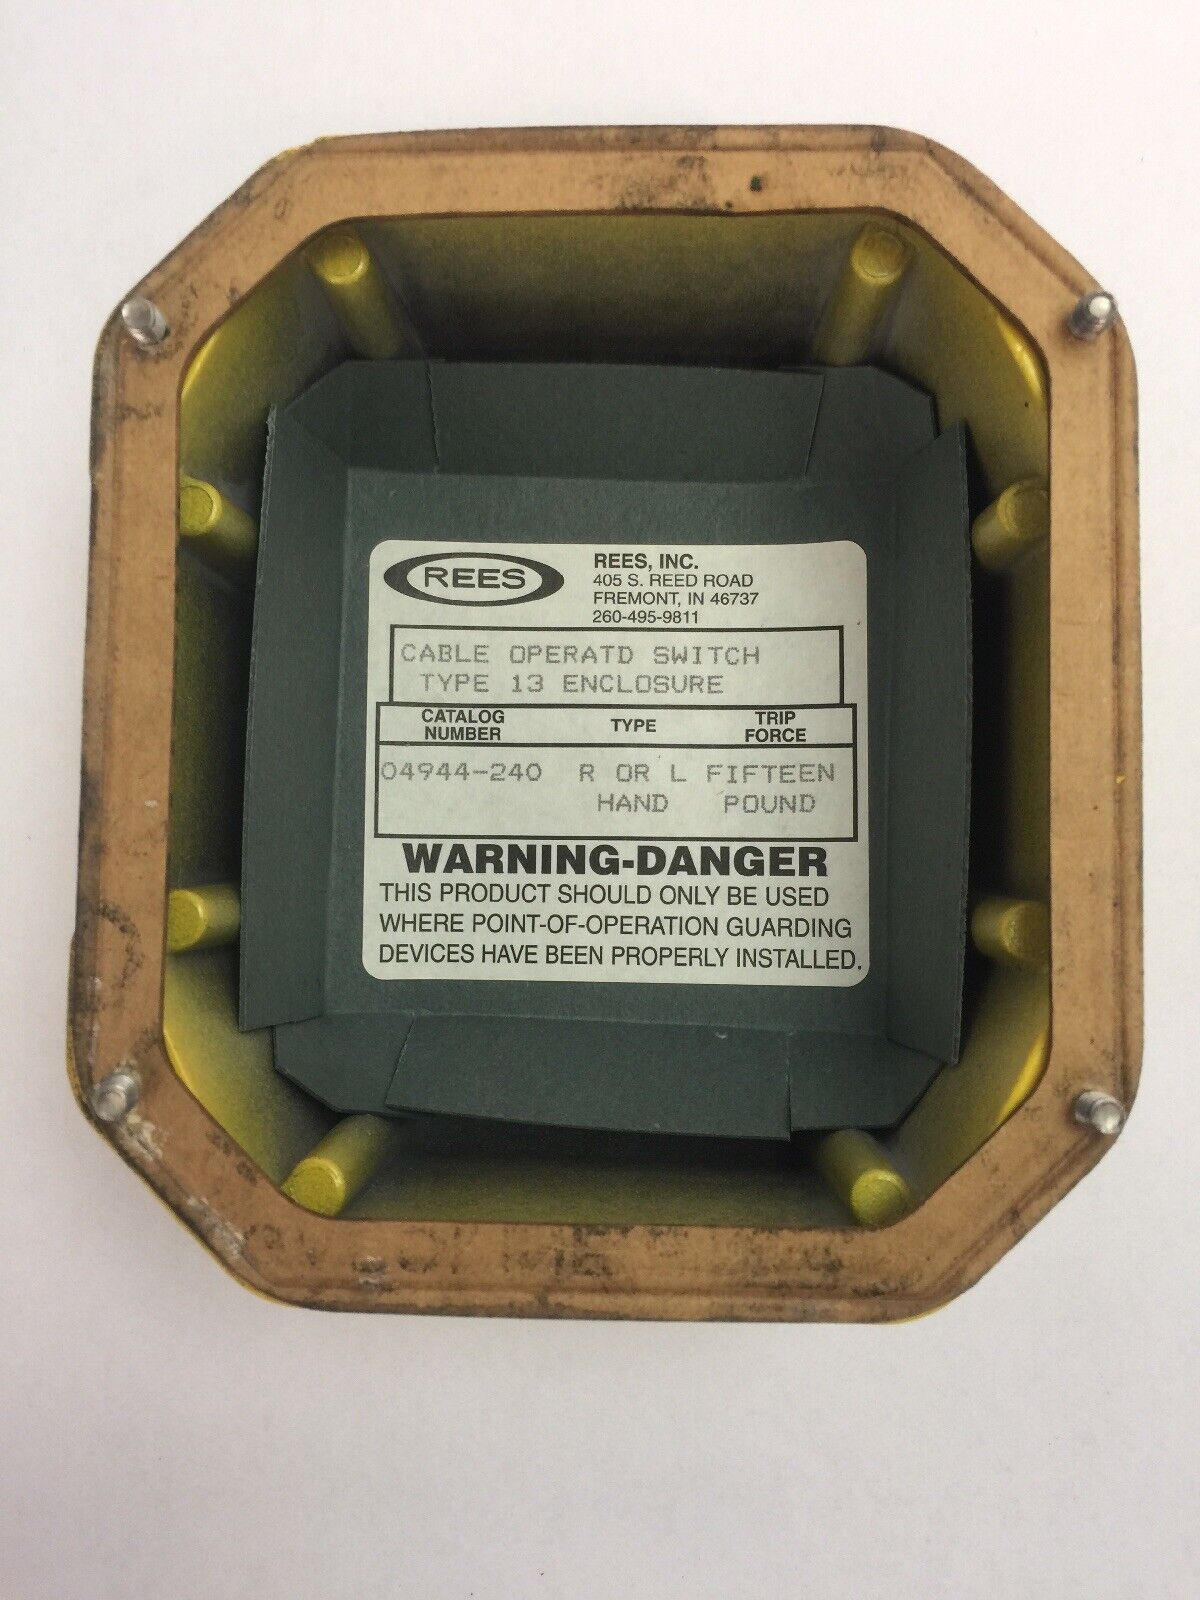 REES
REES, INC.
405 S. REED ROAD
FREMONT, IN 46737
260-495-9811
CABLE OPERATD SWITCH
TYPE 13 ENCLOSURE
CATALOG NUMBER TYPE TRIP FORCE
04944-240 R OR L FIFTEEN
HAND POUND
WARNING-DANGER
THIS PRODUCT SHOULD ONLY BE USED
WHERE POINT-OF-OPERATION GUARDING
DEVICES HAVE BEEN PROPERLY INSTALLED.